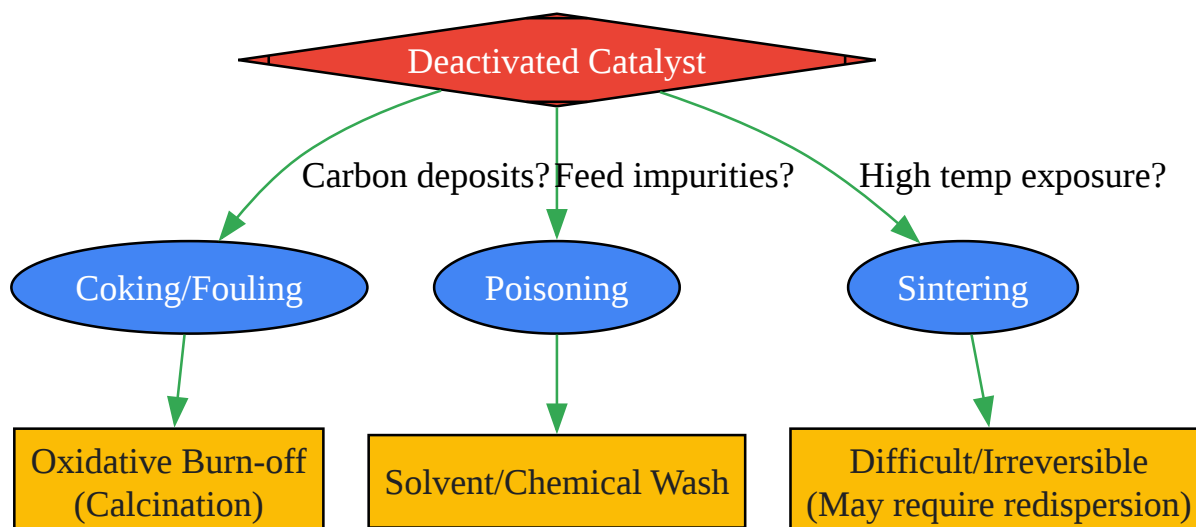 Deactivated Catalyst
Carbon deposits?
Feed impurities?
High temp exposure?
Coking/Fouling
Poisoning
Sintering
Oxidative Burn-off
(Calcination)
Solvent/Chemical Wash
Difficult/Irreversible
(May require redispersion)